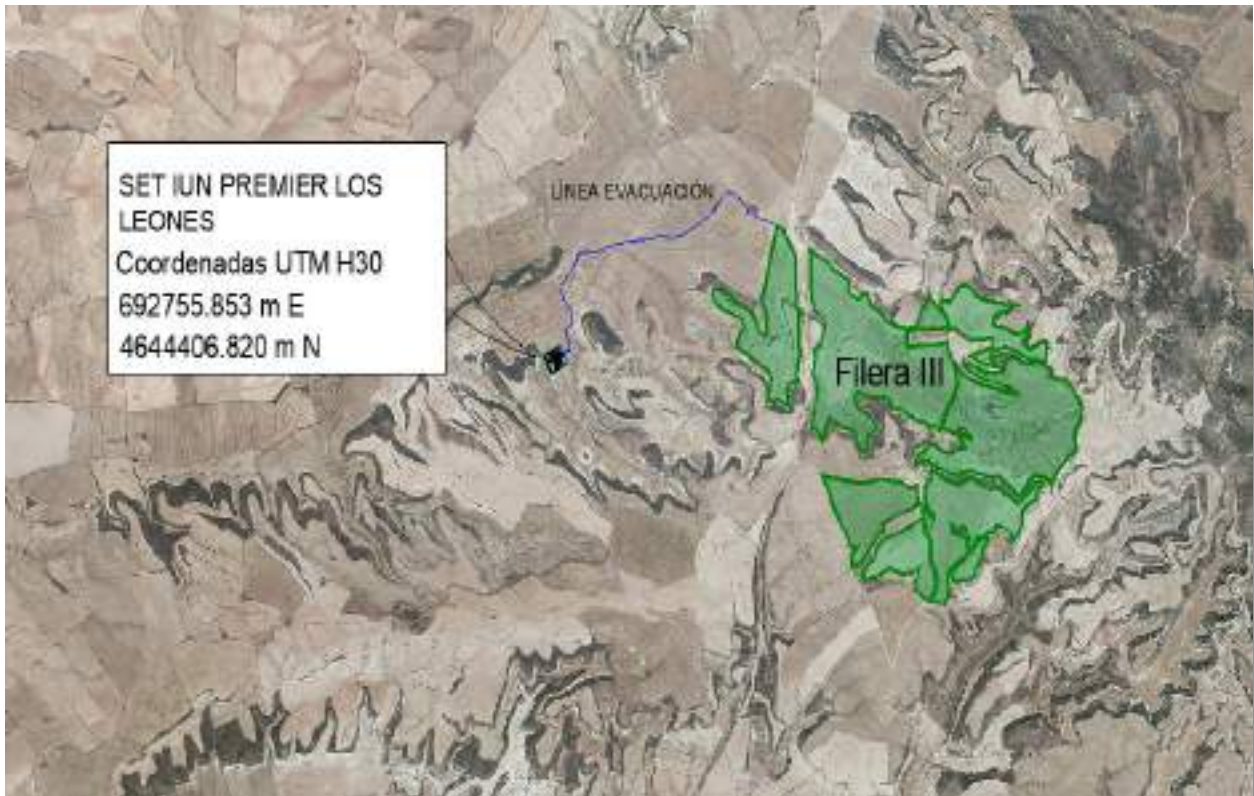 SET IUN PREMIER LOS
LEONES
Coordenadas UTM H30
692755.853 m E
4644406.820 m N
LÍNEA EVACUACIÓN
Filera III